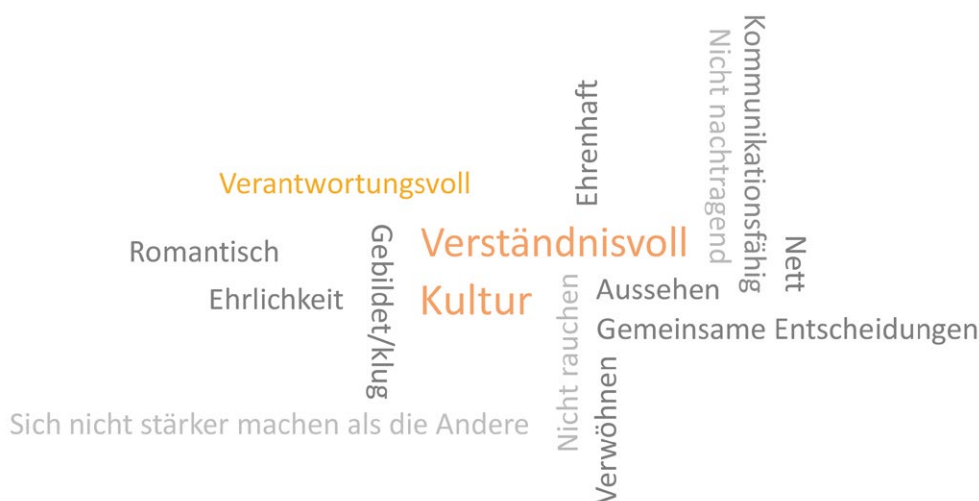 Kommunikationsfähig
Nicht nachtragend
Ehrenhaft
Verantwortungsvoll
Verständnisvoll
Gebildet/klug
Romantisch
Nett
Ehrlichkeit
Kultur
Aussehen
Nicht rauchen
Gemeinsame Entscheidungen
Verwöhnen
Sich nicht stärker machen als die Andere